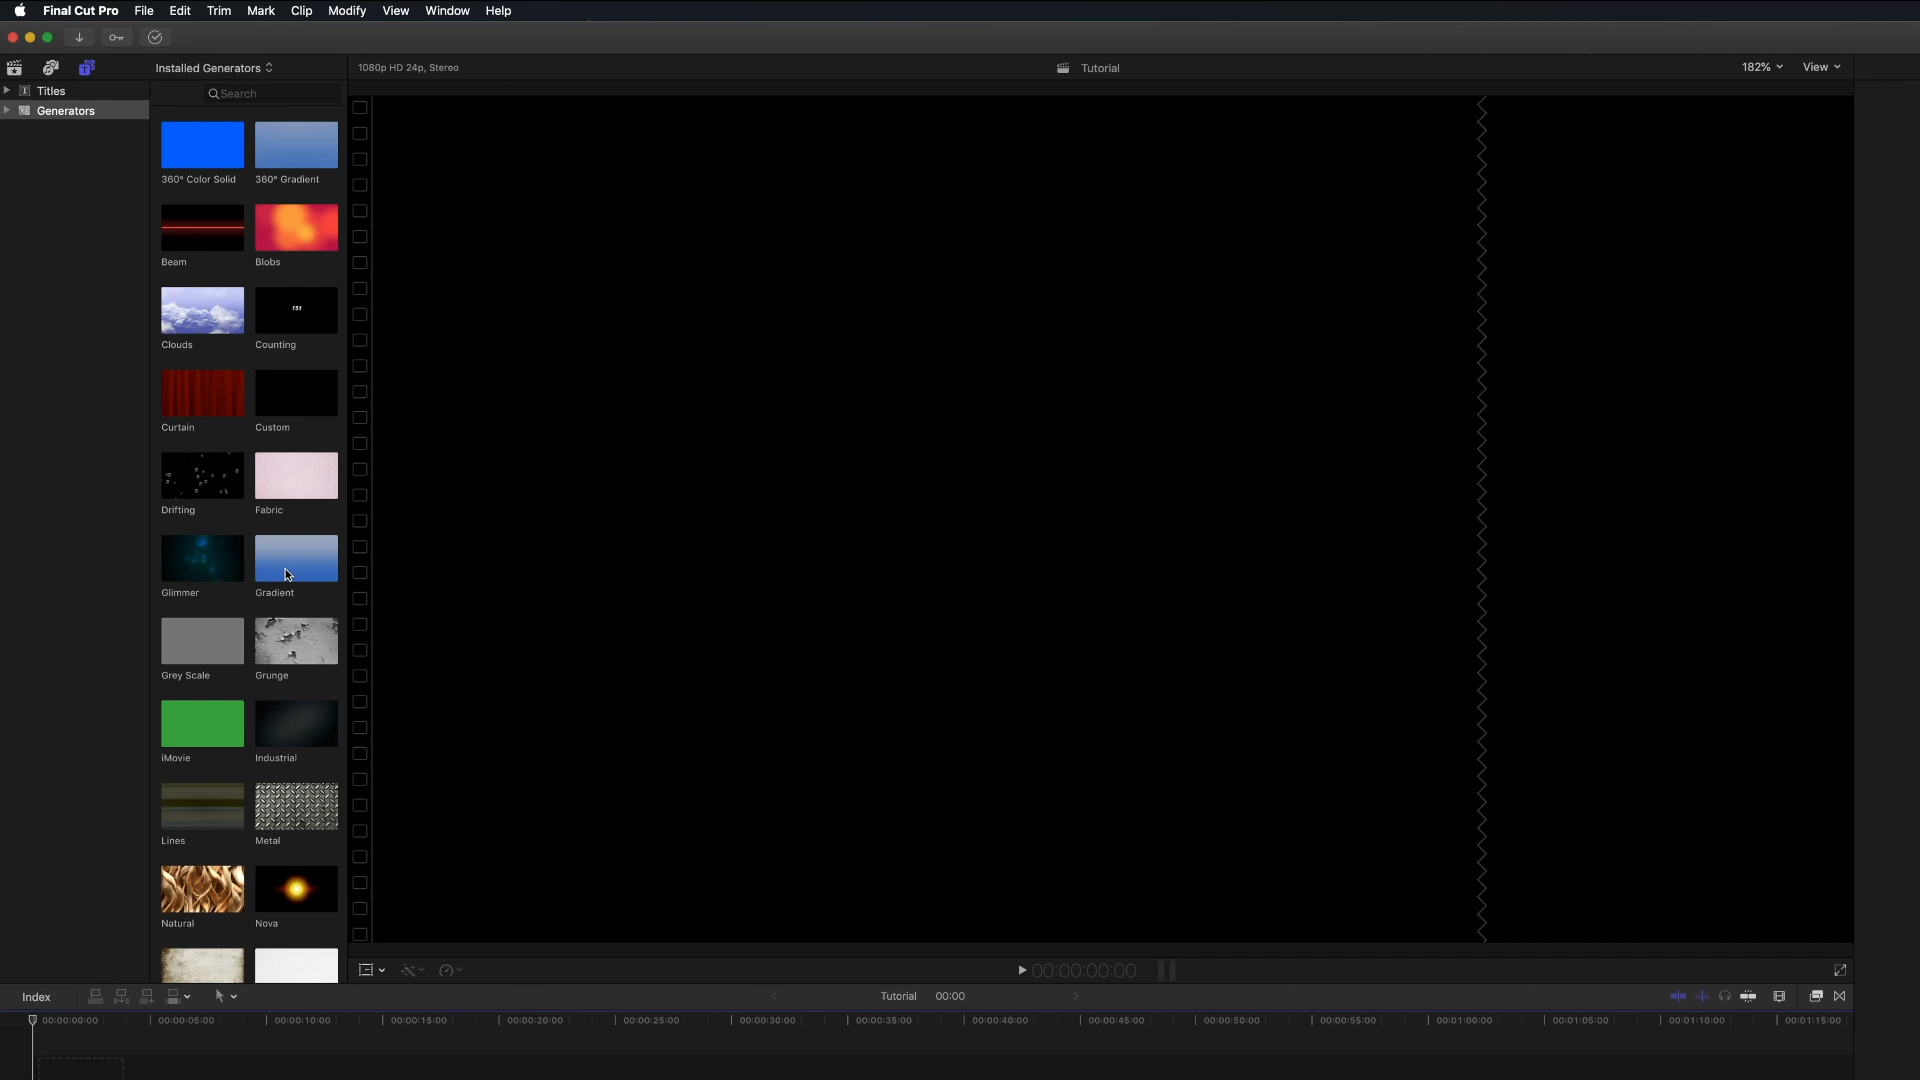 Final Cut Pro File Edit Trim Mark Clip Modify View Window Help
Installed Generators
1080p HD 24p, Stereo
Tutorial
182%
View
Titles
Generators
Search
360° Color Solid
360° Gradient
Beam
Blobs
Clouds
151
Counting
Curtain
Custom
Drifting
Fabric
Glimmer
Gradient
Grey Scale
Grunge
iMovie
Industrial
Lines
Metal
Natural
Nova
00:00:00:00
Index
Tutorial 00:00
00:00:00:00 00:00:05:00 00:00:10:00 00:00:15:00 00:00:20:00 00:00:25:00 00:00:30:00 00:00:35:00 00:00:40:00 00:00:45:00 00:00:50:00 00:00:55:00 00:01:00:00 00:01:05:00 00:01:10:00 00:01:15:00